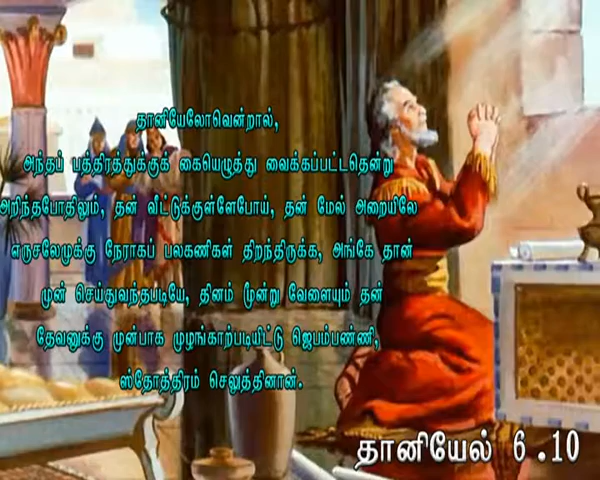 தானியேலோவென்றால்,
அந்தப் பத்திரத்துக்குக் கையெழுத்து வைக்கப்பட்டதென்று
அறிந்தபோதிலும், தன் வீட்டுக்குள்ளேபோய், தன் மேல் அறையிலே
எருசலேமுக்கு நேராகப் பலகணிகள் திறந்திருக்க, அங்கே தான்
முன் செய்துவந்தபடியே, தினம் மூன்று வேளையும் தன்
தேவனுக்கு முன்பாக முழங்காற்படியிட்டு ஜெபம்பண்ணி,
ஸ்தோத்திரம் செலுத்தினான்.
தானியேல் 6 .10